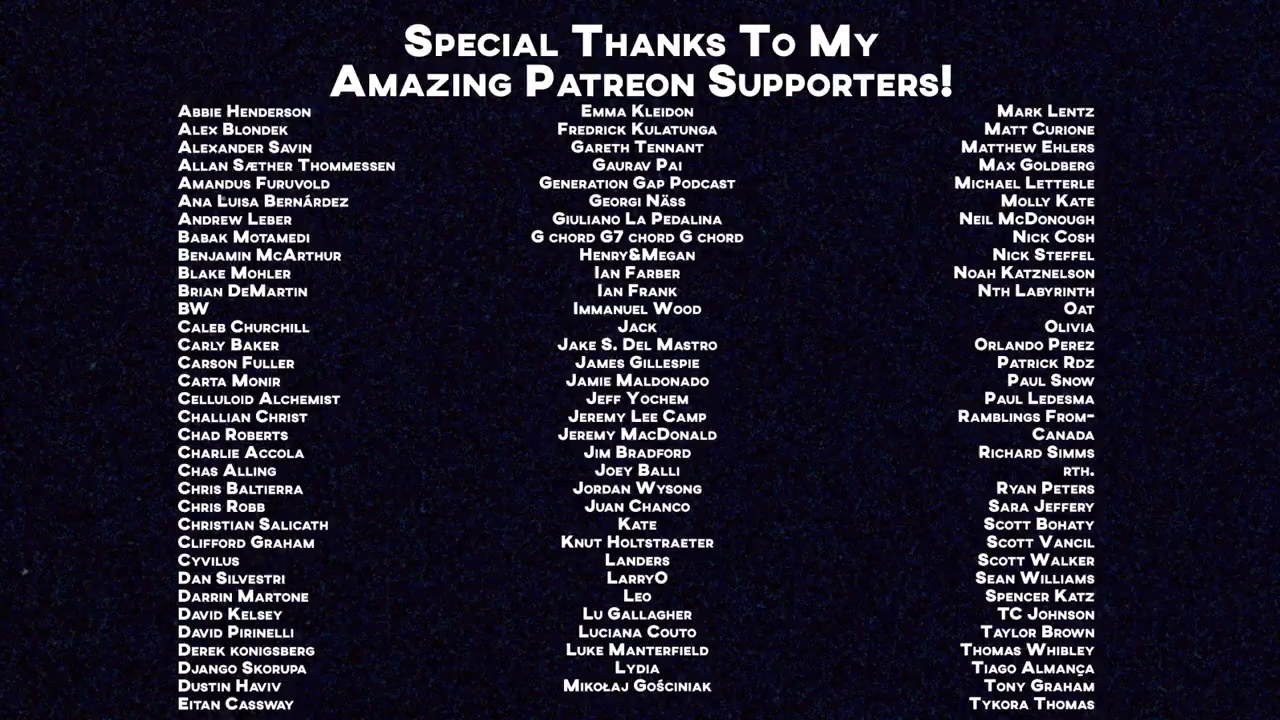 Special Thanks To My
Amazing Patreon Supporters!
Abbie Henderson
Alex Blondek
Alexander Savin
Allan Sæther Thommessen
Amandus Furuvold
Ana Luisa Bernárdez
Andrew Leber
Babak Motamedi
Benjamin McArthur
Blake Mohler
Brian DeMartin
BW
Caleb Churchill
Carly Baker
Carson Fuller
Carta Monir
Celluloid Alchemist
Challian Christ
Chad Roberts
Charlie Accola
Chas Alling
Chris Baltierra
Chris Robb
Christian Salicath
Clifford Graham
Cyvilus
Dan Silvestri
Darrin Martone
David Kelsey
David Pirinelli
Derek konigsberg
Django Skorupa
Dustin Haviv
Eitan Cassway
Emma Kleidon
Fredrick Kulatunga
Gareth Tennant
Gaurav Pai
Generation Gap Podcast
Georgi Näss
Giuliano La Pedalina
G chord G7 chord G chord
Henry&Megan
Ian Farber
Ian Frank
Immanuel Wood
Jack
Jake S. Del Mastro
James Gillespie
Jamie Maldonado
Jeff Yochem
Jeremy Lee Camp
Jeremy MacDonald
Jim Bradford
Joey Balli
Jordan Wysong
Juan Chanco
Kate
Knut Holtstraeter
Landers
LarryO
Leo
Lu Gallagher
Luciana Couto
Luke Manterfield
Lydia
Mikołaj Gościniak
Mark Lentz
Matt Curione
Matthew Ehlers
Max Goldberg
Michael Letterle
Molly Kate
Neil McDonough
Nick Cosh
Nick Steffel
Noah Katznelson
Nth Labyrinth
Oat
Olivia
Orlando Perez
Patrick Rdz
Paul Snow
Paul Ledesma
Ramblings From-
Canada
Richard Simms
rth.
Ryan Peters
Sara Jeffery
Scott Bohaty
Scott Vancil
Scott Walker
Sean Williams
Spencer Katz
TC Johnson
Taylor Brown
Thomas Whibley
Tiago Almança
Tony Graham
Tykora Thomas